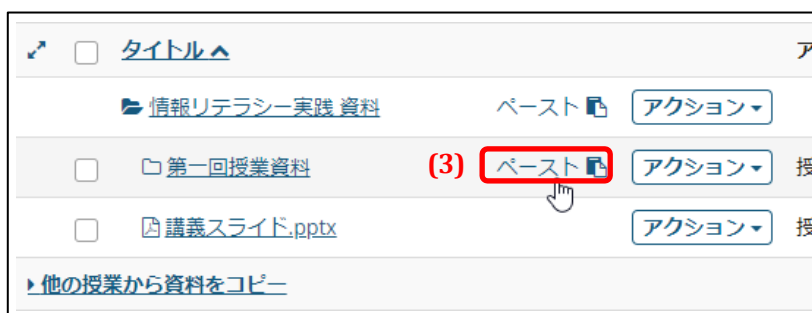 タイトル ア
情報リテラシー実践 資料 ペースト アクション
第一回授業資料 (3) ペースト アクション 授
講義スライド.pptx アクション 授
他の授業から資料をコピー